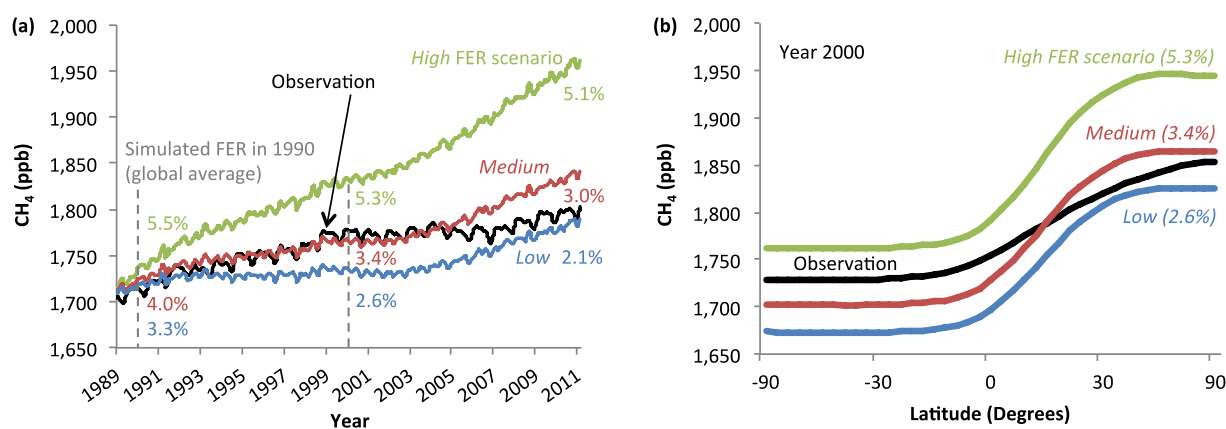 (a)
2,000
1,950
1,900
1,850
1,800
1,750
1,700
1,650
CH4 (ppb)
High FER scenario
Observation
5.1%
Simulated FER in 1990
(global average)
Medium
5.3%
3.0%
5.5%
3.4%
Low 2.1%
4.0%
2.6%
3.3%
1989 1991 1993 1995 1997 1999 2001 2003 2005 2007 2009 2011
Year
(b)
2,000
1,950
1,900
1,850
1,800
1,750
1,700
1,650
CH4 (ppb)
Year 2000
High FER scenario (5.3%)
Medium (3.4%)
Low (2.6%)
Observation
-90 -30 0 30 90
Latitude (Degrees)